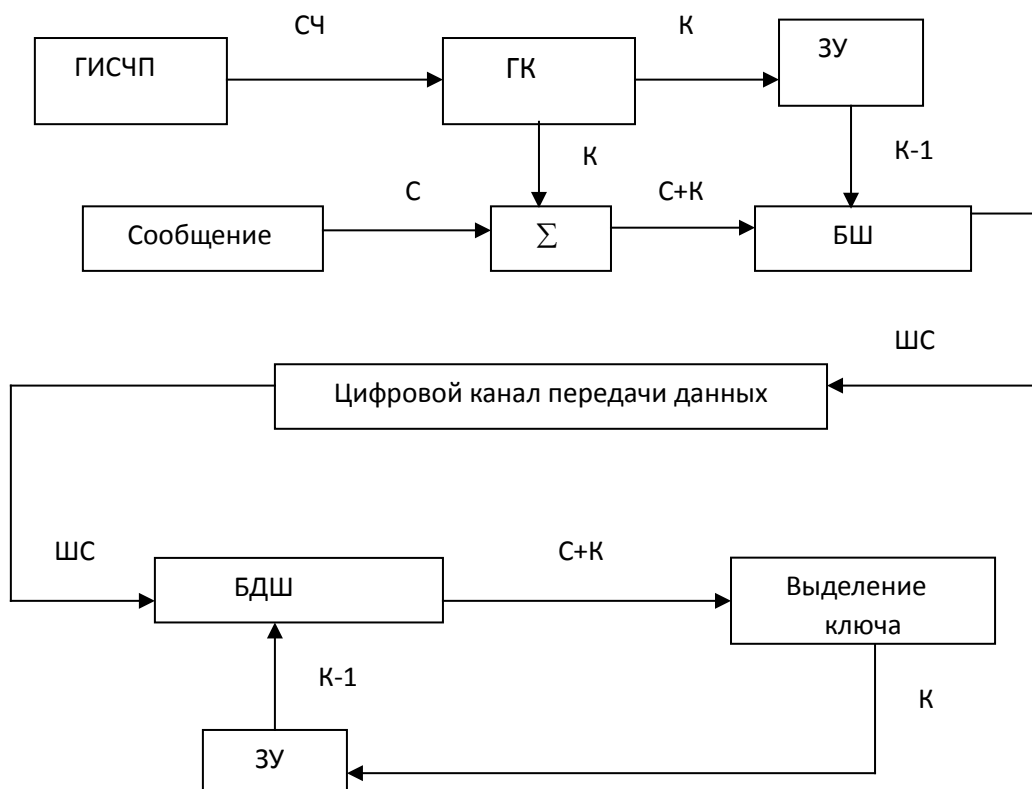 СЧ
К
ГИСЧП
ГК
ЗУ
К
К-1
С
С+К
Сообщение
Σ
БШ
ШС
Цифровой канал передачи данных
ШС
С+К
БДШ
Выделение
ключа
К-1
К
ЗУ